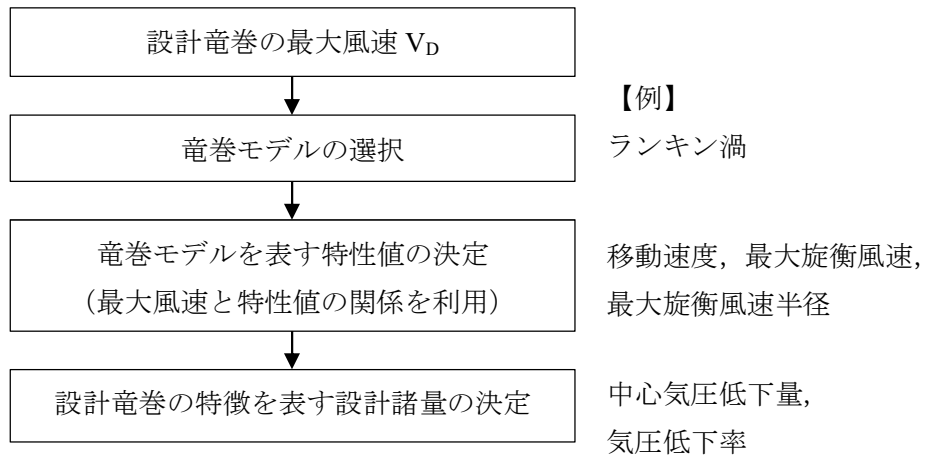 設計竜巻の最大風速 VD
【例】
竜巻モデルの選択
ランキン渦
竜巻モデルを表す特性値の決定
(最大風速と特性値の関係を利用)
移動速度，最大旋衡風速，
最大旋衡風速半径
設計竜巻の特徴を表す設計諸量の決定
中心気圧低下量，
気圧低下率